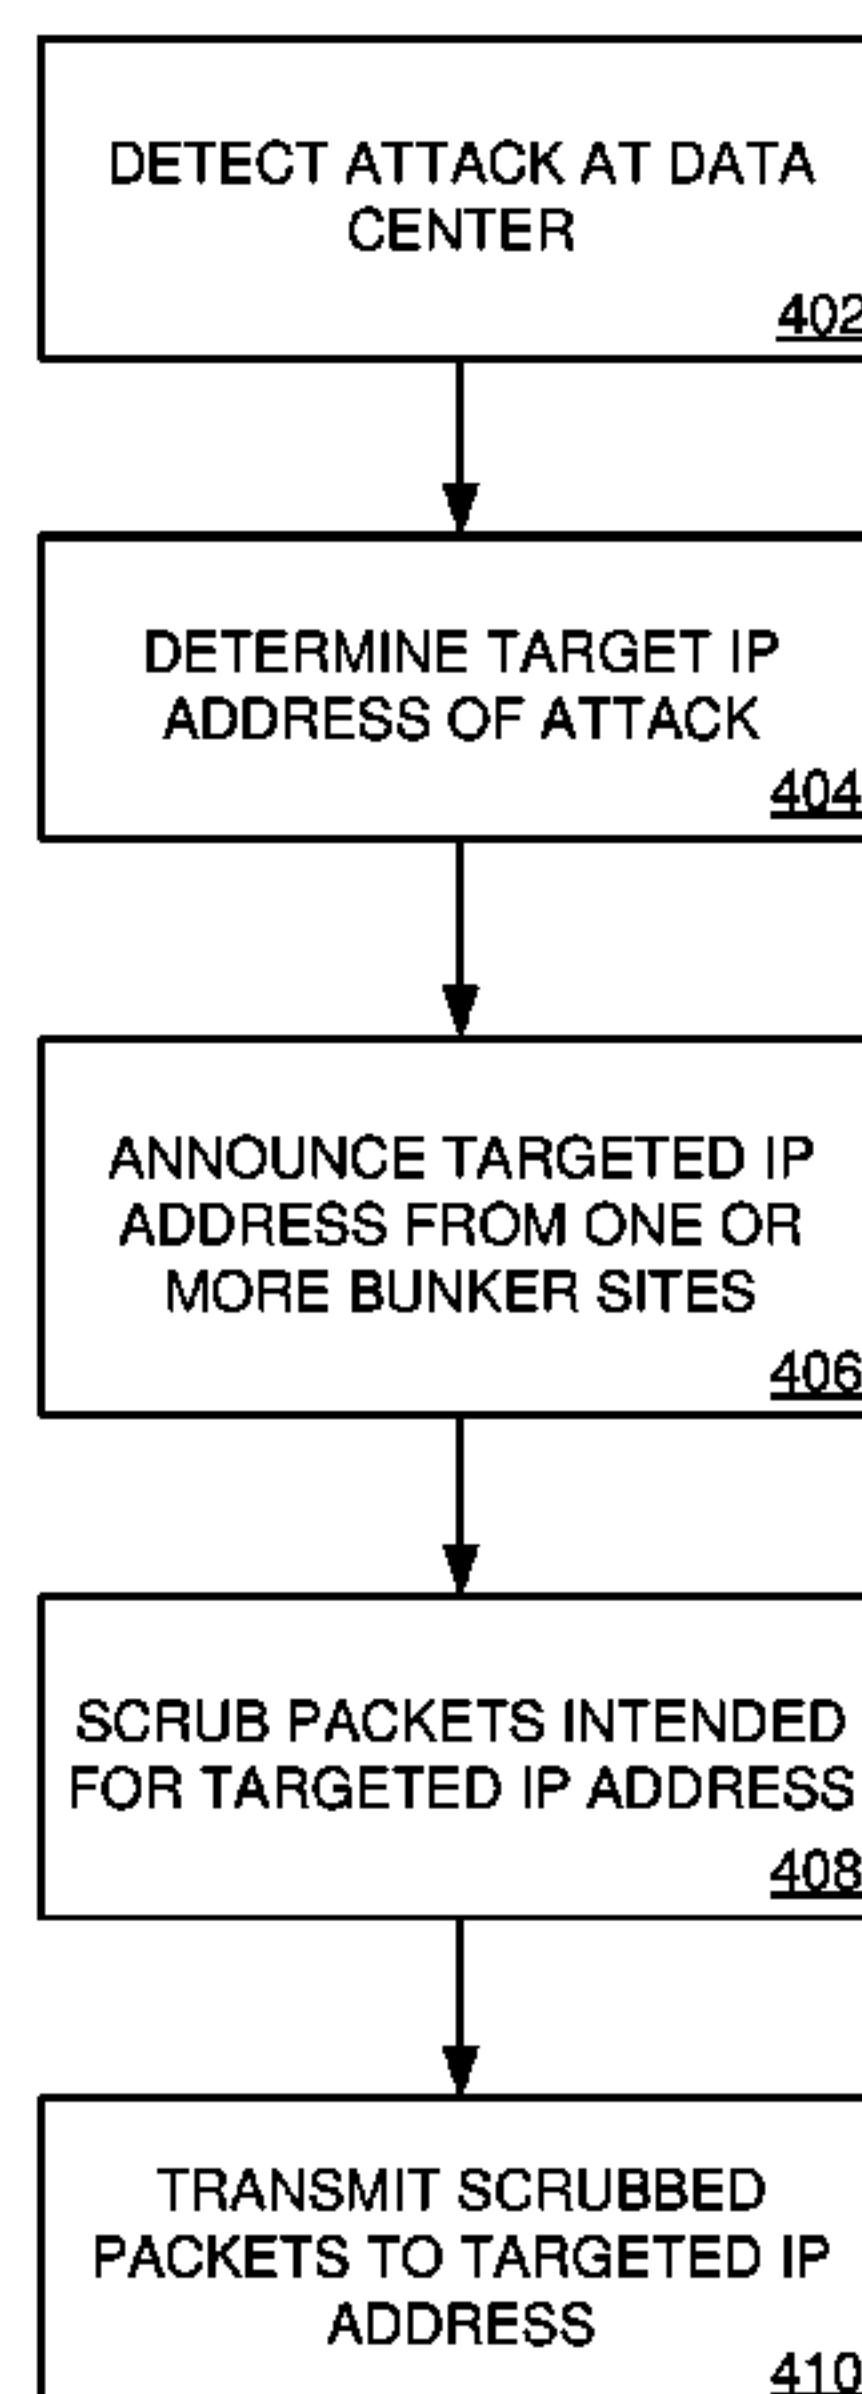 DETECT ATTACK AT DATA
CENTER
402
DETERMINE TARGET IP
ADDRESS OF ATTACK
404
ANNOUNCE TARGETED IP
ADDRESS FROM ONE OR
MORE BUNKER SITES
406
SCRUB PACKETS INTENDED
FOR TARGETED IP ADDRESS
408
TRANSMIT SCRUBBED
PACKETS TO TARGETED IP
ADDRESS
410